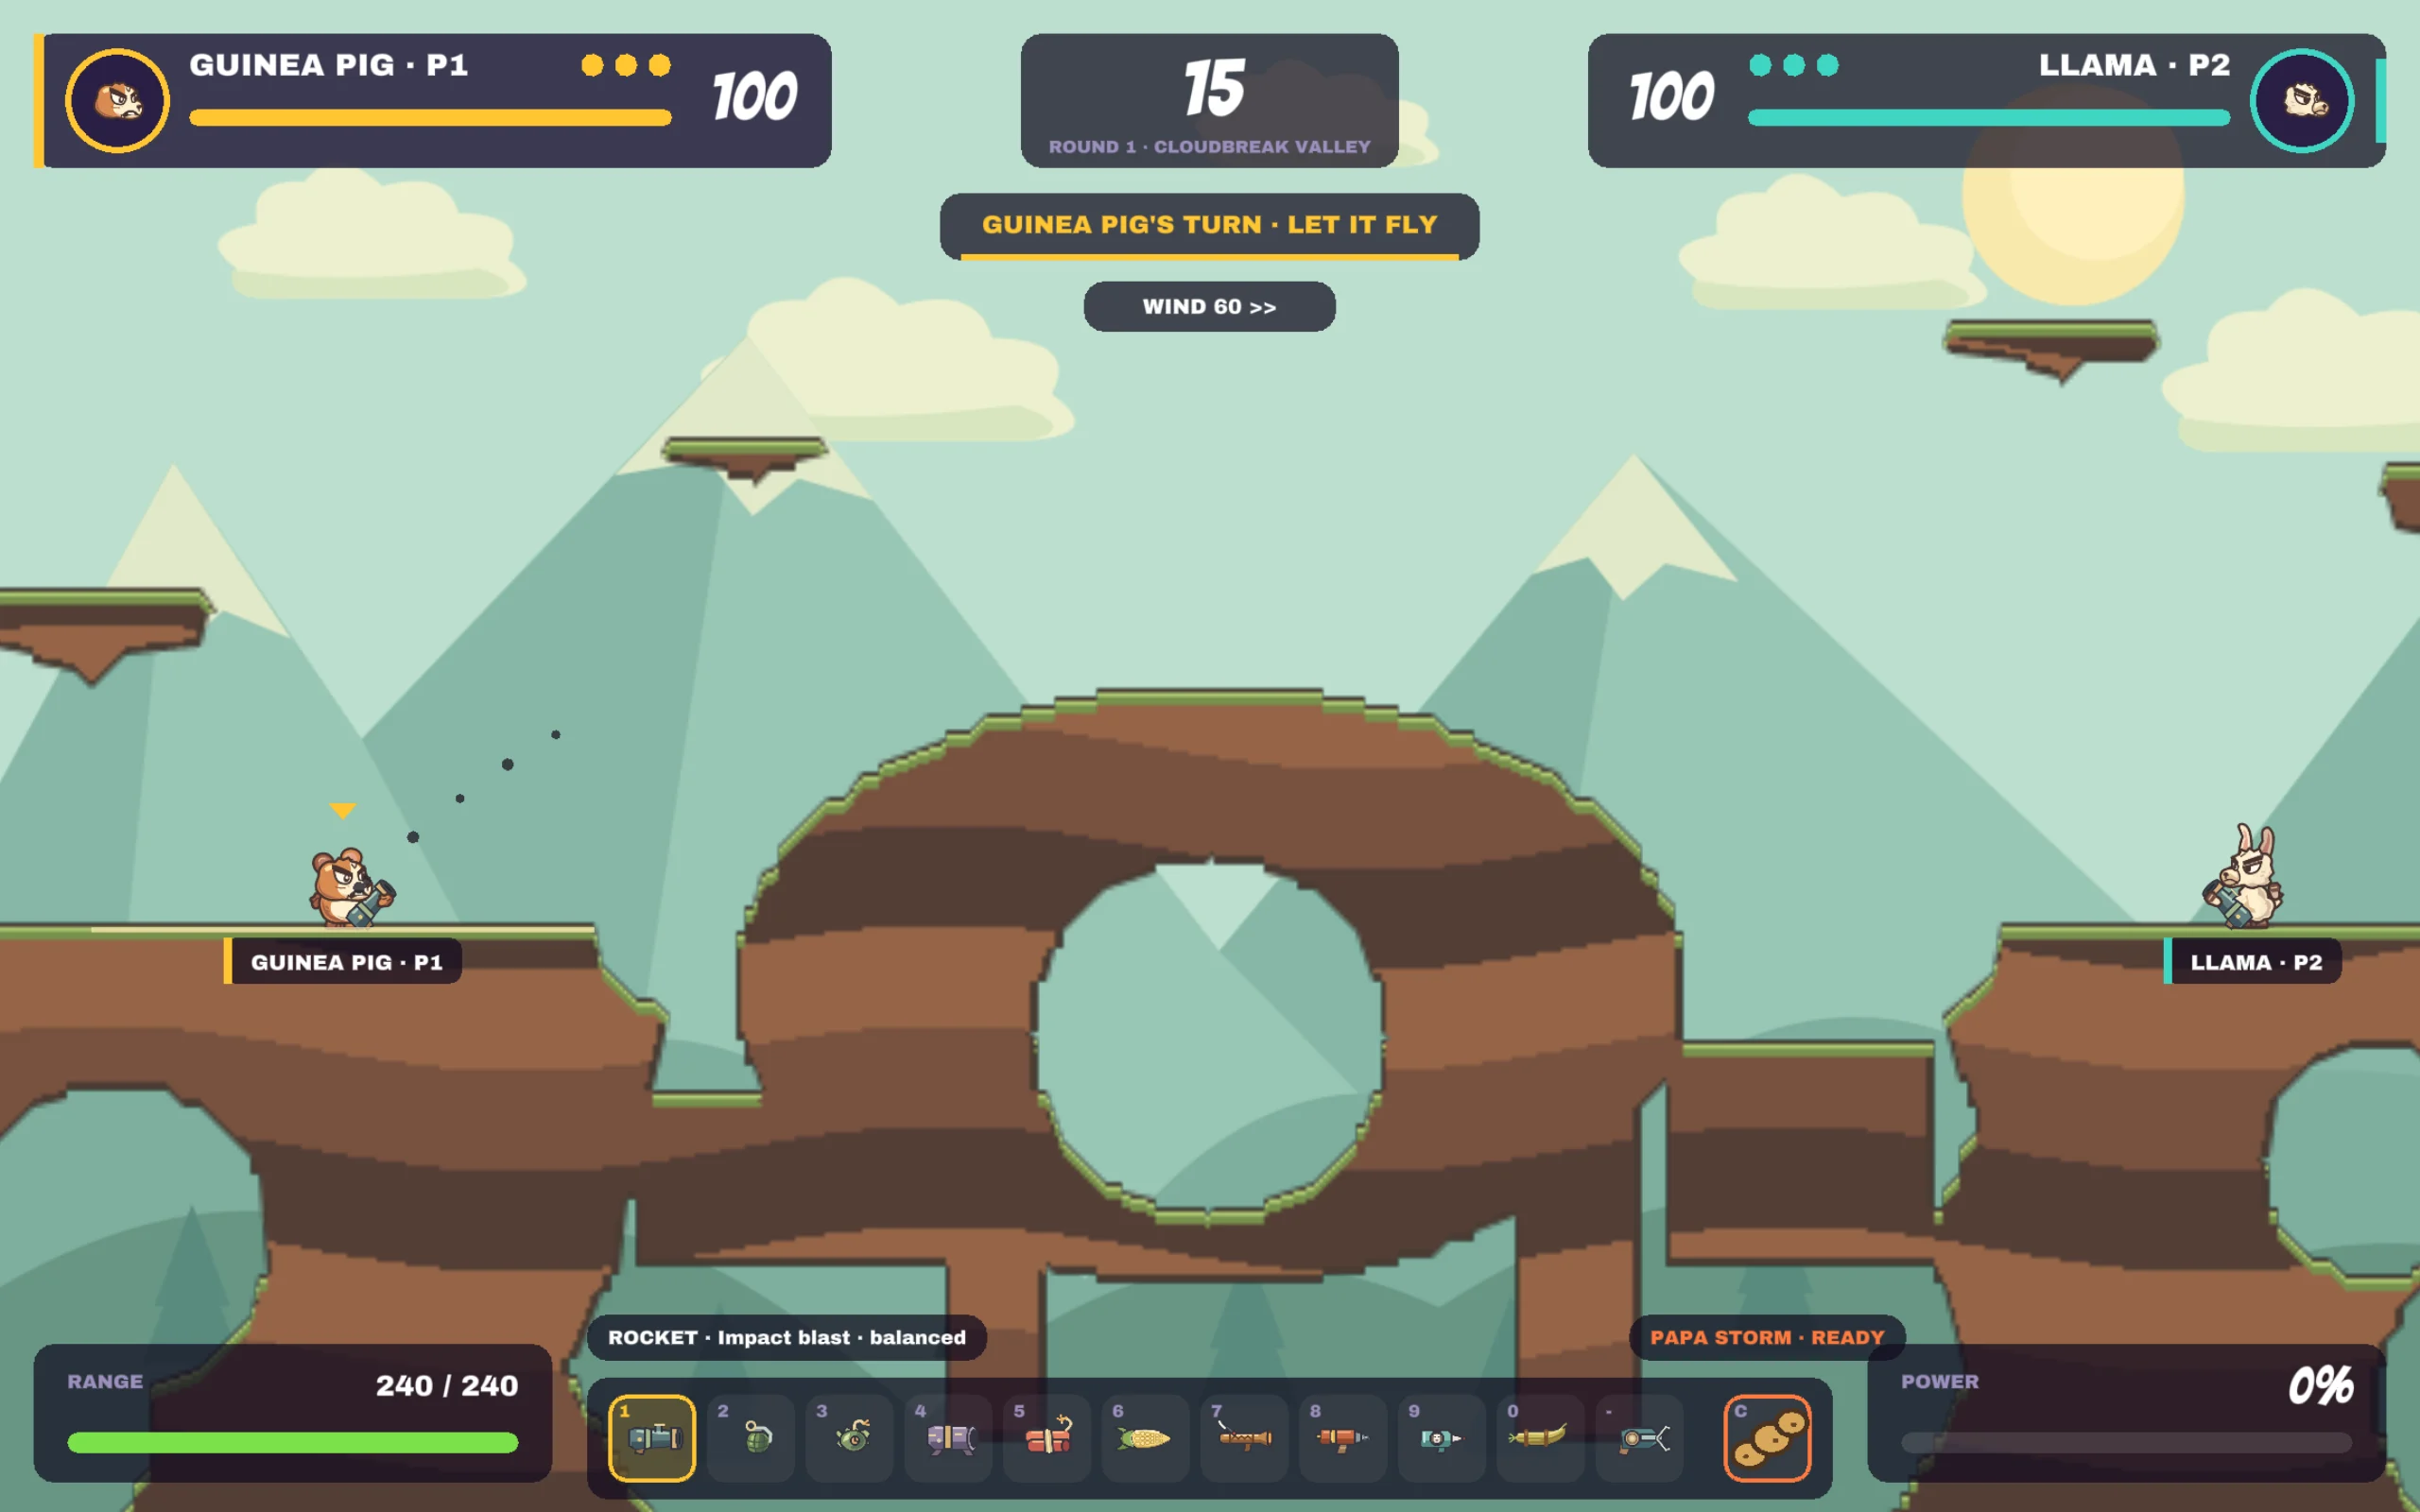 GUINEA PIG · P1
100
15
ROUND 1 · CLOUDBREAK VALLEY
100
LLAMA · P2
GUINEA PIG'S TURN · LET IT FLY
WIND 60 >>
GUINEA PIG · P1
LLAMA · P2
ROCKET · Impact blast · balanced
PAPA STORM · READY
RANGE
240 / 240
1
2
3
4
5
6
7
8
9
0
-
C
POWER
0%